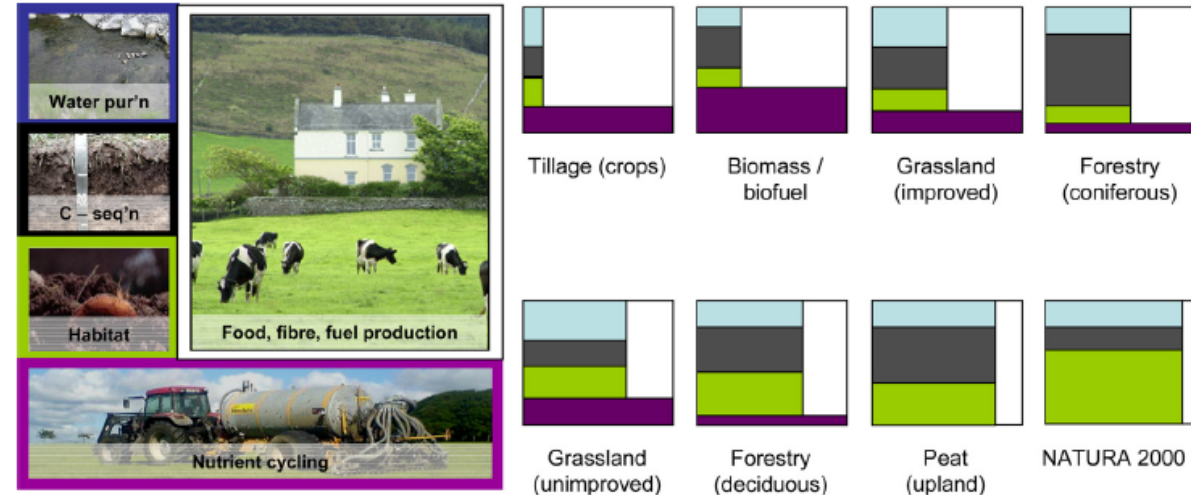 Water pur'n
C – seq'n
Habitat
Food, fibre, fuel production
Nutrient cycling
Tillage (crops)
Biomass /
biofuel
Grassland
(improved)
Forestry
(coniferous)
Grassland
(unimproved)
Forestry
(deciduous)
Peat
(upland)
NATURA 2000